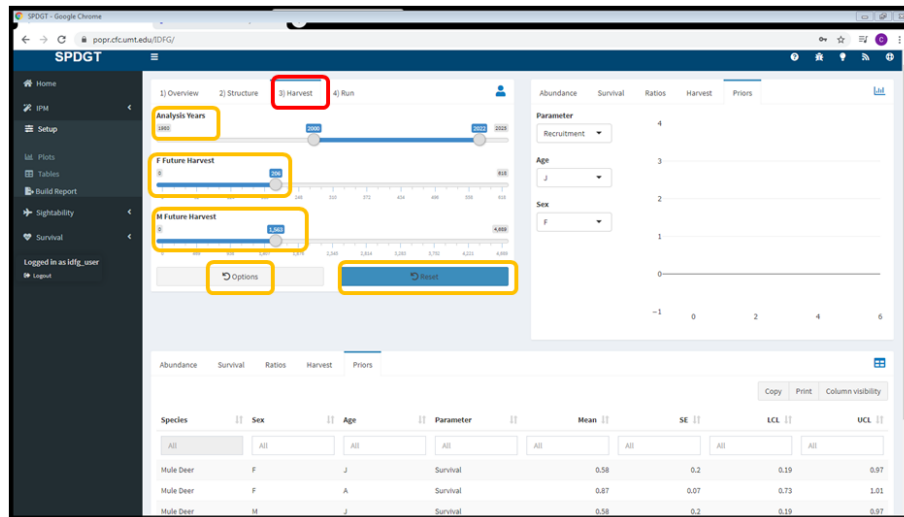 SPDGT - Google Chrome
popr.cfc.umt.edu/IDFG/
C
SPDGT
Home
IPM
Setup
Plots
Tables
Build Report
Sightability
Survival
Logged in as idfg_user
Logout
1) Overview 2) Structure 3) Harvest 4) Run
Analysis Years
2000 2022 2025
F Future Harvest
0 206 618
M Future Harvest
0 1,563 4,689
Options Reset
Abundance Survival Ratios Harvest Priors
Parameter
Recruitment
Age
J
Sex
F
4
3
2
1
0
−1
0 2 4 6
Abundance Survival Ratios Harvest Priors
Copy Print Column visibility
Species Sex Age Parameter Mean SE LCL UCL
All All All All All All All All
Mule Deer F J Survival 0.58 0.2 0.19 0.97
Mule Deer F A Survival 0.87 0.07 0.73 1.01
Mule Deer M J Survival 0.58 0.2 0.19 0.97